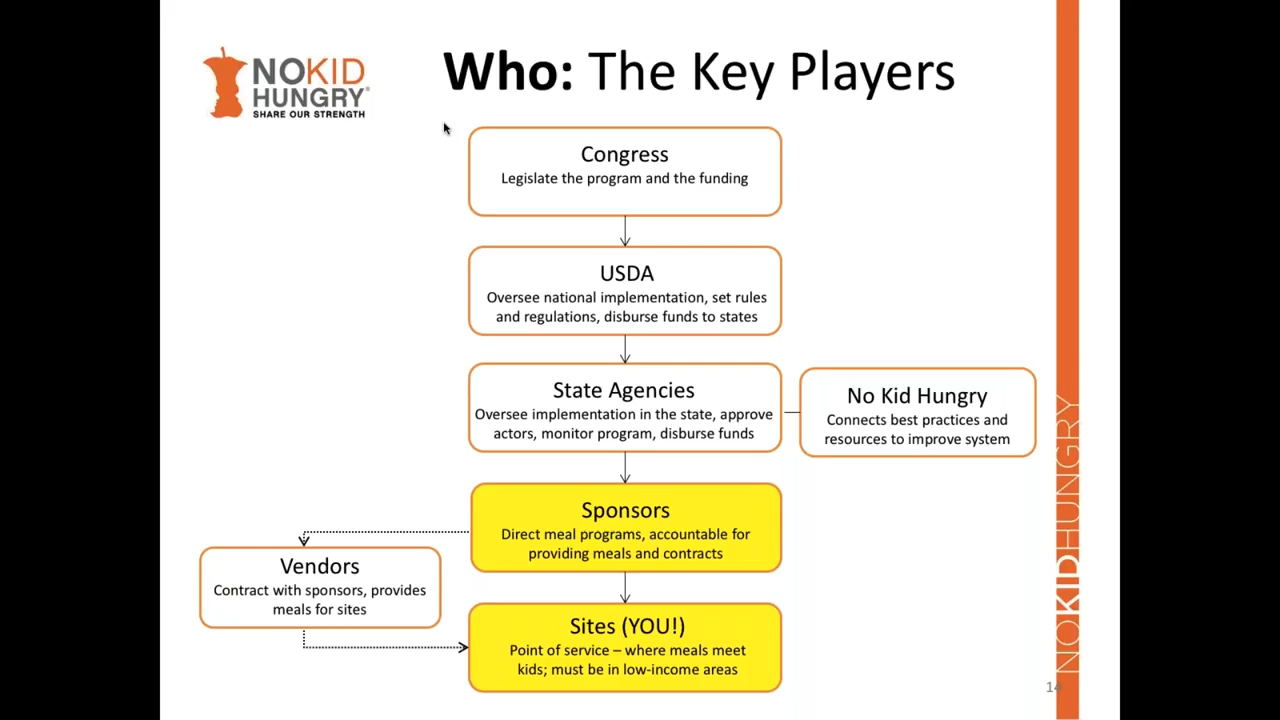 NOKID
HUNGRY®
SHARE OUR STRENGTH
Who: The Key Players
Congress
Legislate the program and the funding
USDA
Oversee national implementation, set rules
and regulations, disburse funds to states
State Agencies
Oversee implementation in the state, approve
actors, monitor program, disburse funds
No Kid Hungry
Connects best practices and
resources to improve system
Sponsors
Direct meal programs, accountable for
providing meals and contracts
Vendors
Contract with sponsors, provides
meals for sites
Sites (YOU!)
Point of service – where meals meet
kids; must be in low-income areas
NOKIDHUNGRY
14